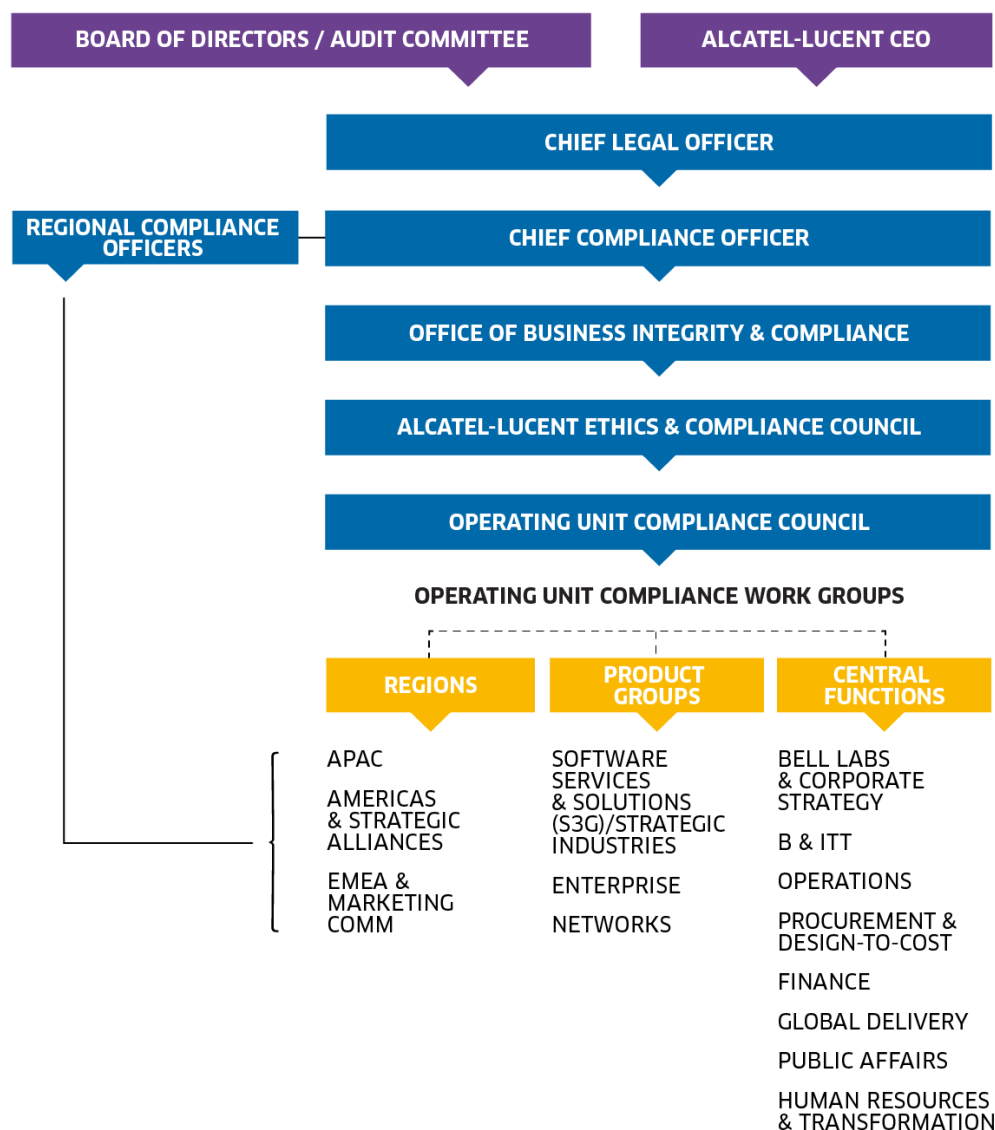 BOARD OF DIRECTORS / AUDIT COMMITTEE
ALCATEL-LUCENT CEO
CHIEF LEGAL OFFICER
REGIONAL COMPLIANCE
OFFICERS
CHIEF COMPLIANCE OFFICER
OFFICE OF BUSINESS INTEGRITY & COMPLIANCE
ALCATEL-LUCENT ETHICS & COMPLIANCE COUNCIL
OPERATING UNIT COMPLIANCE COUNCIL
OPERATING UNIT COMPLIANCE WORK GROUPS
REGIONS
APAC
AMERICAS
& STRATEGIC
ALLIANCES
EMEA &
MARKETING
COMM
PRODUCT
GROUPS
SOFTWARE
SERVICES
& SOLUTIONS
(S3G)/STRATEGIC
INDUSTRIES
ENTERPRISE
NETWORKS
CENTRAL
FUNCTIONS
BELL LABS
& CORPORATE
STRATEGY
B & ITT
OPERATIONS
PROCUREMENT &
DESIGN-TO-COST
FINANCE
GLOBAL DELIVERY
PUBLIC AFFAIRS
HUMAN RESOURCES
& TRANSFORMATION